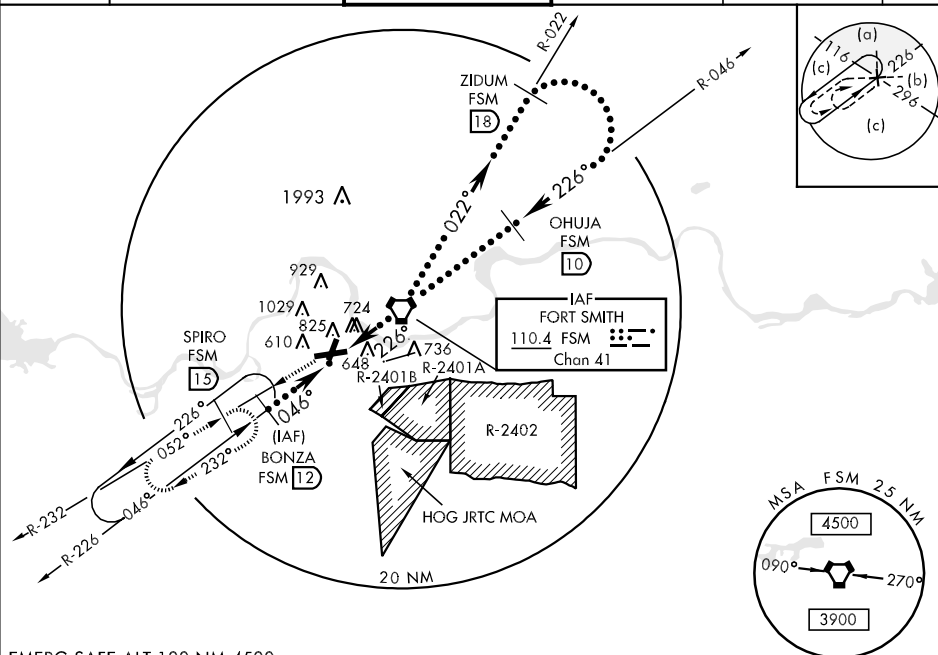 R-022
R-046
ZIDUM
FSM
18
022°
226°
OHUJA
FSM
10
1993
929
1029
724
825
610
648
736
226°
IAF
FORT SMITH
110.4 FSM
Chan 41
SPIRO
FSM
15
R-2401B
R-2401A
R-2402
HOG JRTC MOA
226°
052°
232°
046°
046°
(IAF)
BONZA
FSM 12
R-232
R-226
20 NM
(a)
116
226
(c)
(b)
296
(c)
MSA FSM 25 NM
4500
090°
270°
3900
EMERG SAFE ALT 100 NM 4500